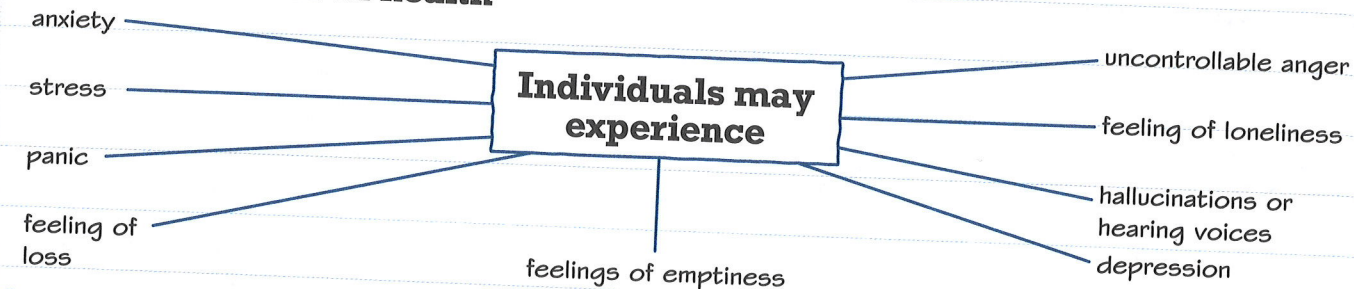 anxiety
stress
panic
feeling of
loss
Individuals may
experience
feelings of emptiness
uncontrollable anger
feeling of loneliness
hallucinations or
hearing voices
depression